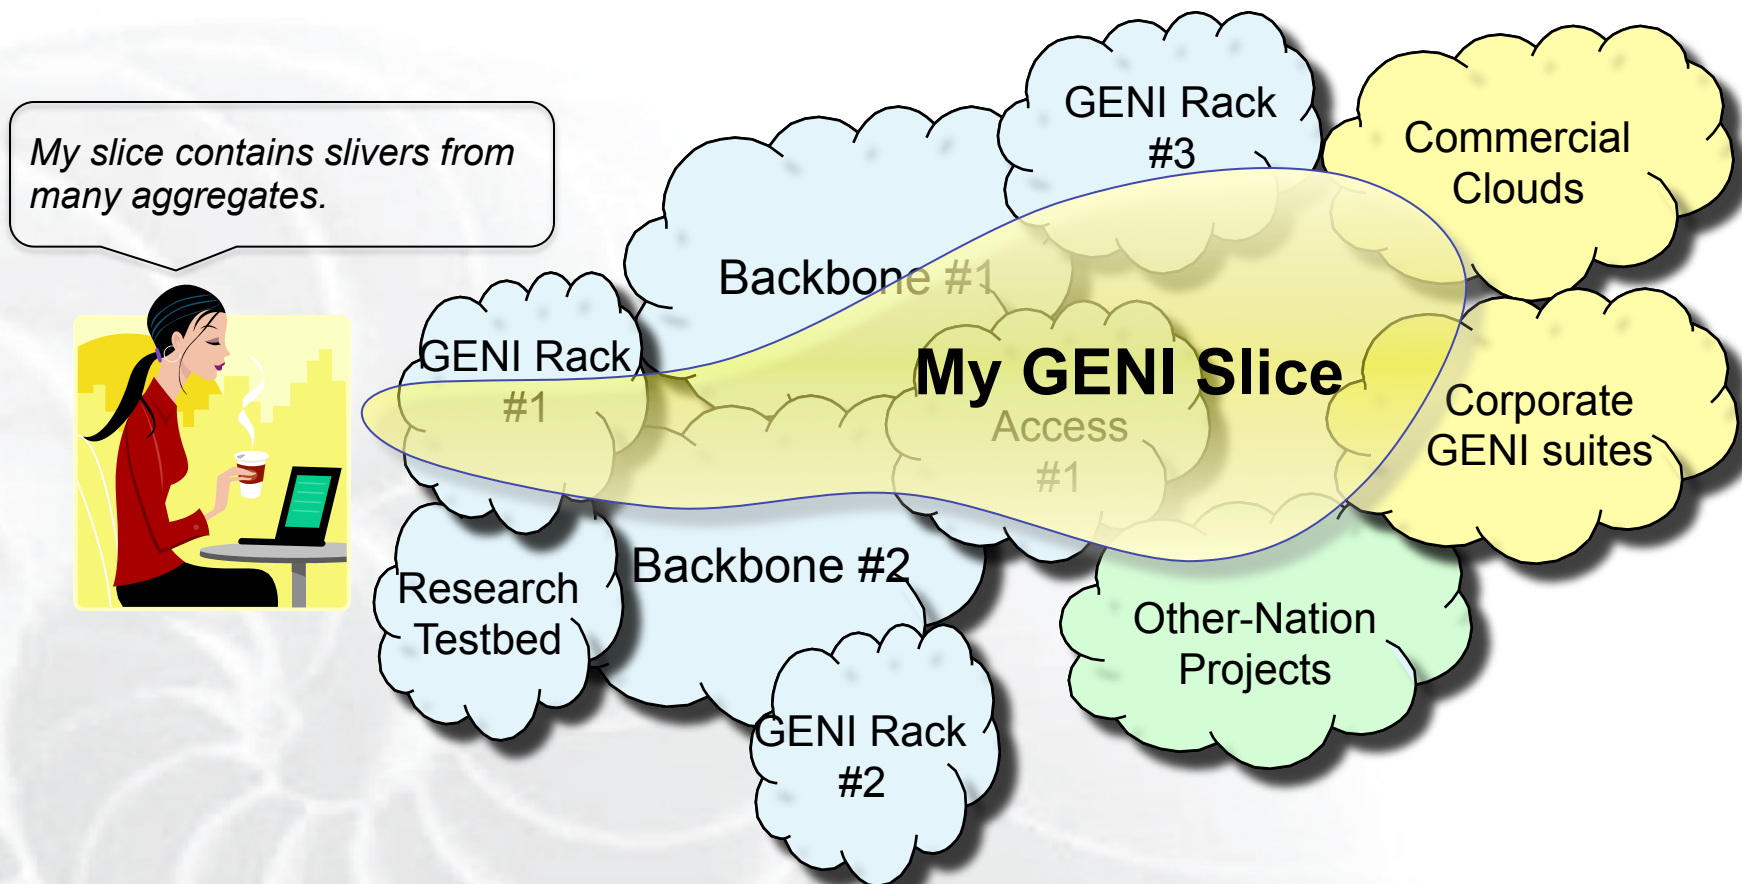 My slice contains slivers from
many aggregates.
GENI Rack
#3
Commercial
Clouds
Backbone #1
GENI Rack
#1
My GENI Slice
Access
#1
Corporate
GENI suites
Research
Testbed
Backbone #2
Other-Nation
Projects
GENI Rack
#2